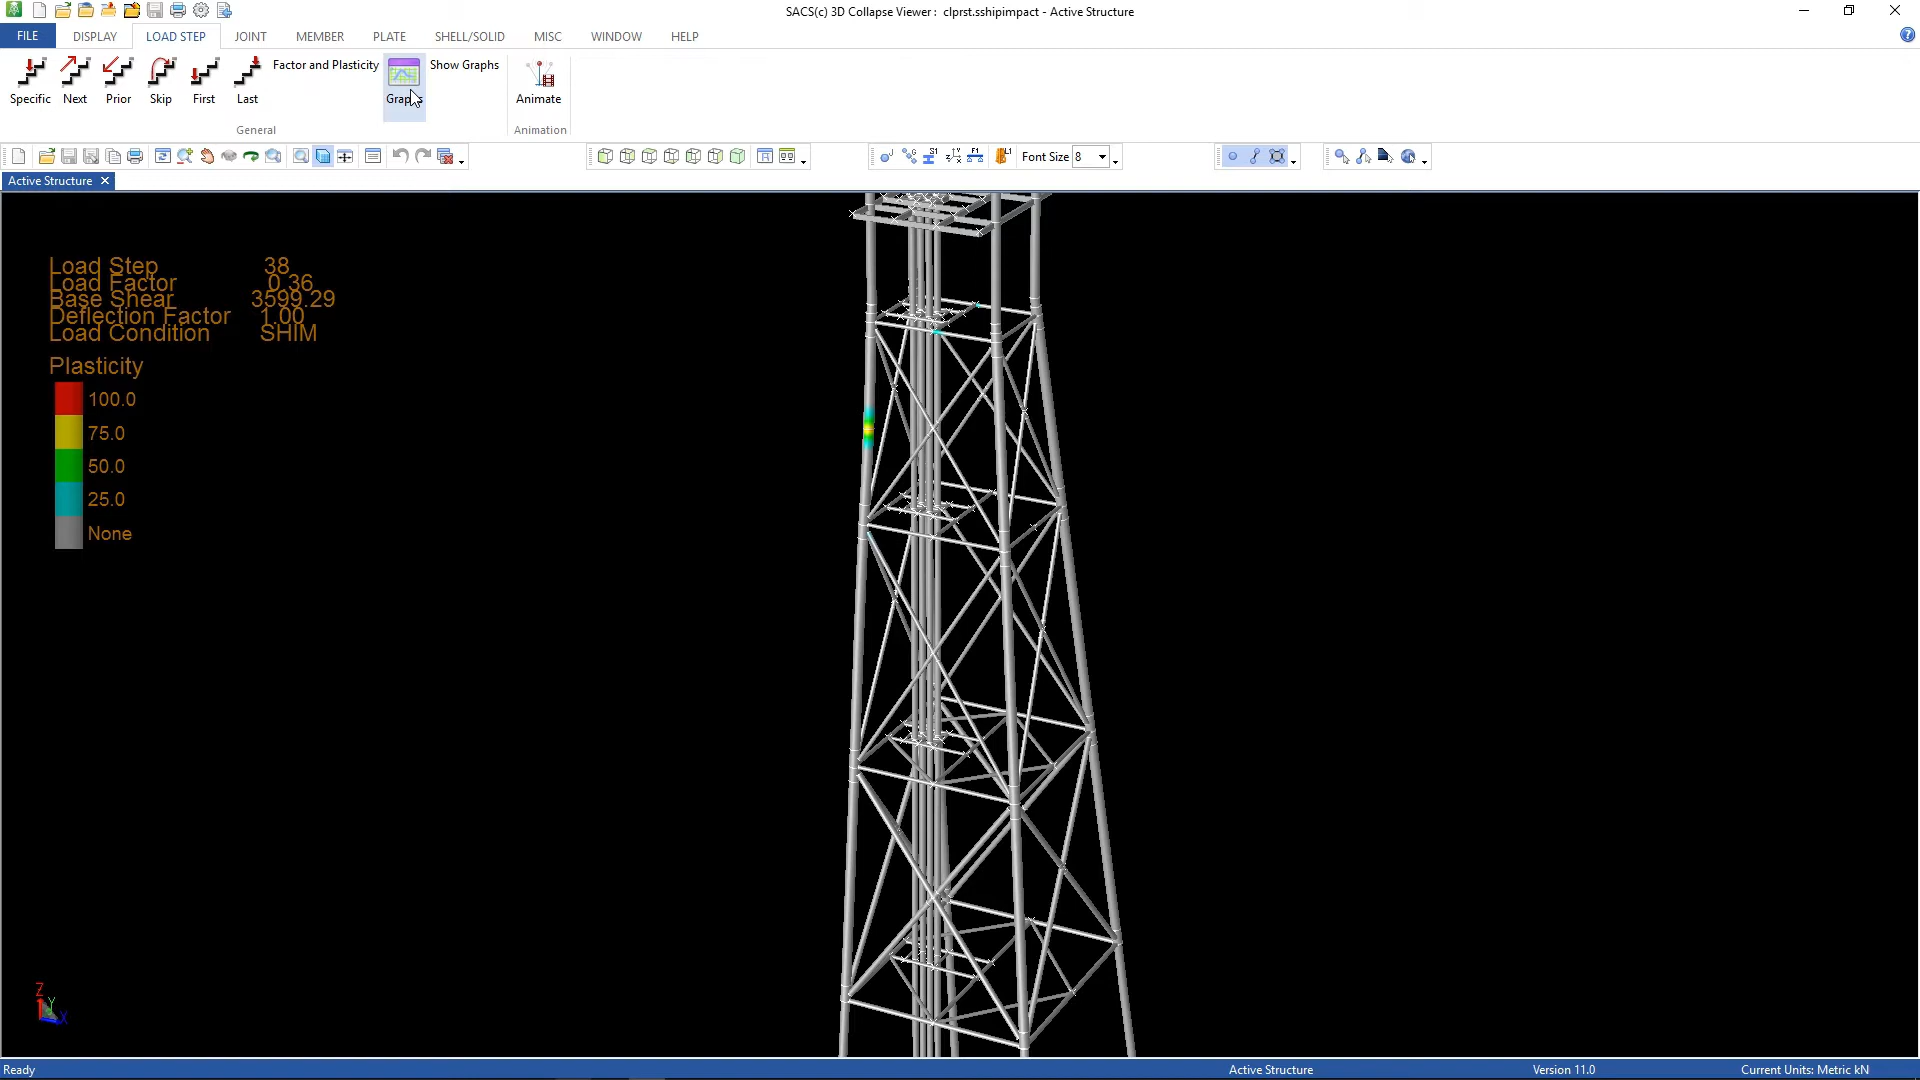 SACS(c) 3D Collapse Viewer : clprst.sshipimpact - Active Structure
FILE DISPLAY LOAD STEP JOINT MEMBER PLATE SHELL/SOLID MISC WINDOW HELP
Factor and Plasticity Show Graphs
Specific Next Prior Skip First Last Graphs Animate
General Animation
Font Size 8
Active Structure
Load Step 38
Load Factor 0.36
Base Shear 3599.29
Deflection Factor 1.00
Load Condition SHIM
Plasticity
100.0
75.0
50.0
25.0
None
Z
Y
X
Ready Active Structure Version 11.0 Current Units: Metric kN